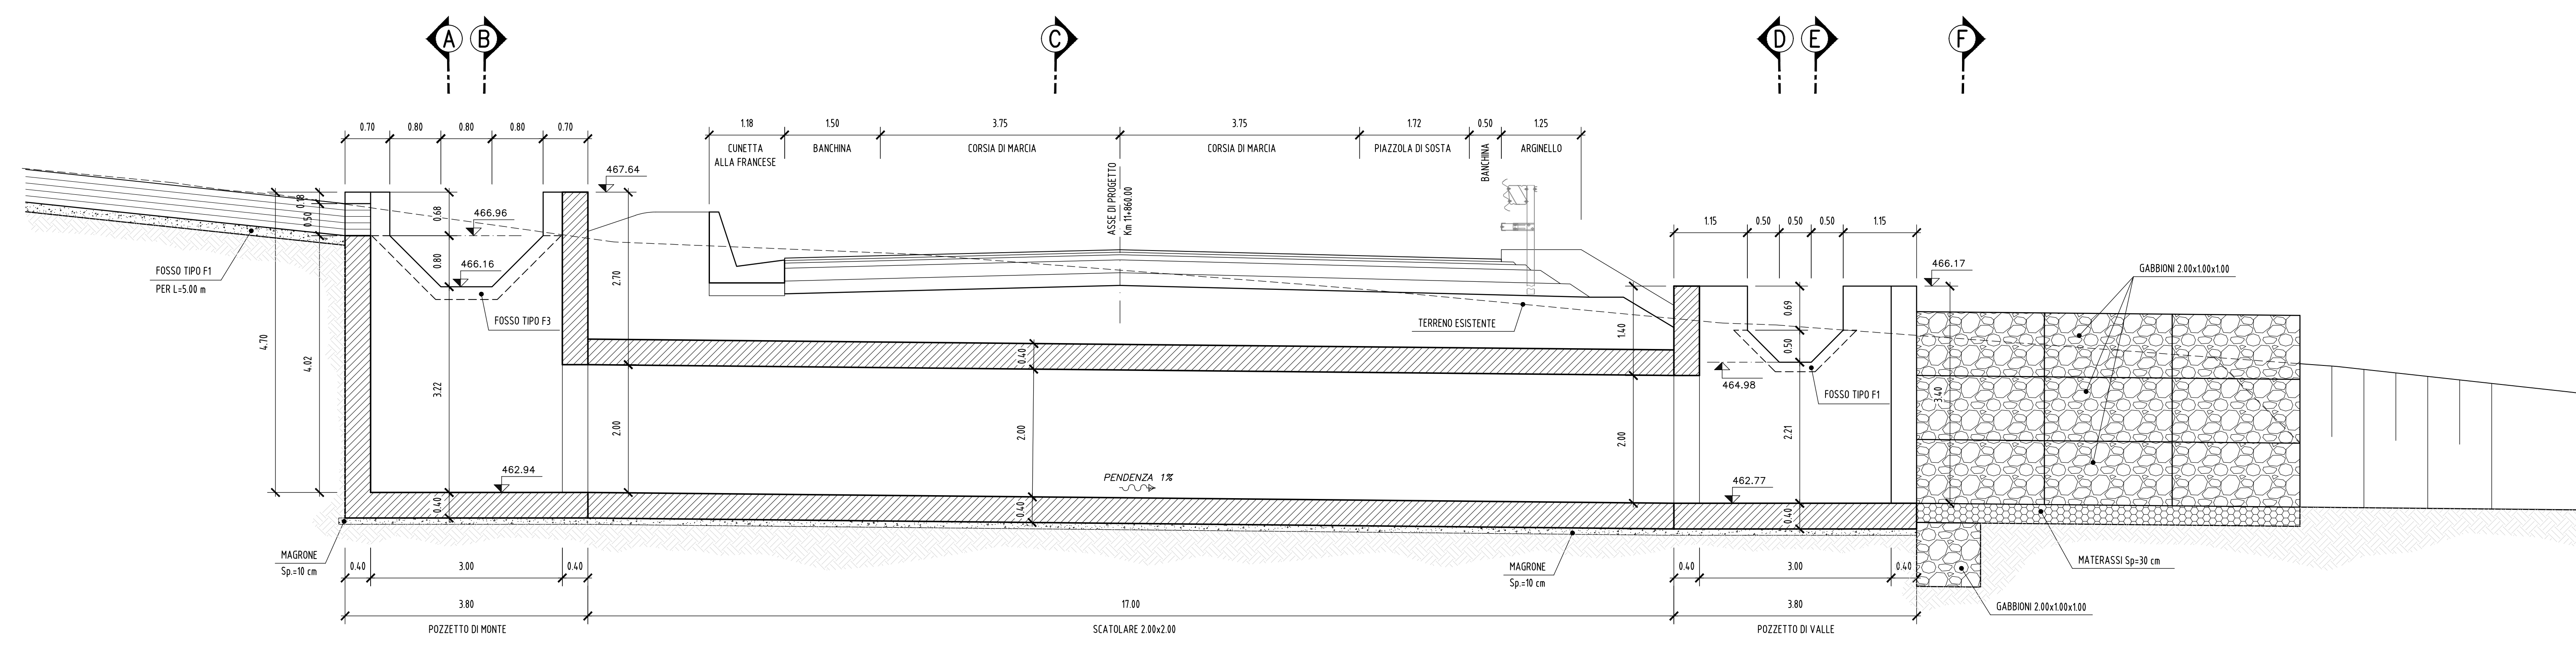 A
B
C
D
E
F
0.70 0.80 0.80 0.80 0.70
1.18 1.50 3.75 3.75 1.72 0.50 1.25
CUNETTA
ALLA FRANCESE
BANCHINA
CORSIA DI MARCIA
CORSIA DI MARCIA
PIAZZOLA DI SOSTA
BANCHINA
ARGINELLO
ASSE DI PROGETTO
Km 11+860.00
467.64
0.18
0.50
0.68
466.96
0.80
466.16
FOSSO TIPO F1
PER L=5.00 m
FOSSO TIPO F3
4.70
4.02
3.22
2.70
2.00
0.40
2.00
PENDENZA 1%
462.94
0.40
0.40
TERRENO ESISTENTE
1.40
2.00
1.15 0.50 0.50 0.50 1.15
0.69
0.50
464.98
FOSSO TIPO F1
2.21
462.77
0.40
466.17
3.40
GABBIONI 2.00x1.00x1.00
MATERASSI Sp=30 cm
GABBIONI 2.00x1.00x1.00
MAGRONE
Sp.=10 cm
MAGRONE
Sp.=10 cm
0.40 3.00 0.40
0.40 3.00 0.40
3.80 17.00 3.80
POZZETTO DI MONTE
SCATOLARE 2.00x2.00
POZZETTO DI VALLE